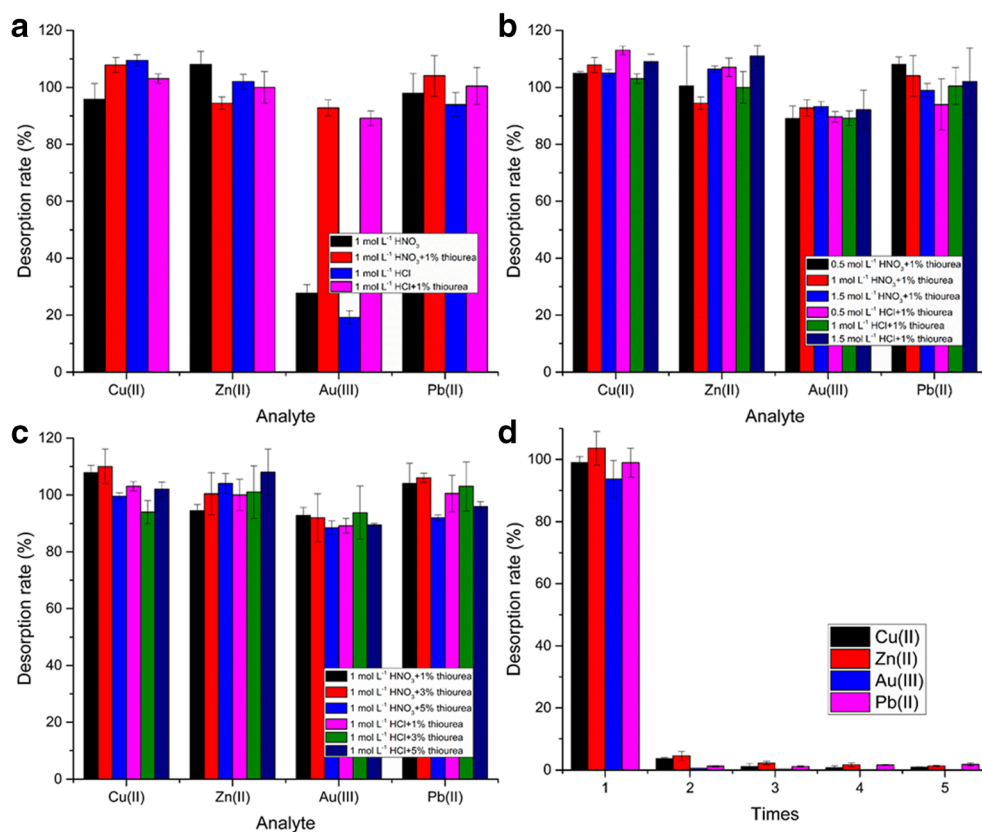 a
120
100
80
60
40
20
0
Desorption rate (%)
1 mol L⁻¹ HNO₃
1 mol L⁻¹ HNO₃+1% thiourea
1 mol L⁻¹ HCl
1 mol L⁻¹ HCl+1% thiourea
Cu(II) Zn(II) Au(III) Pb(II)
Analyte
b
120
100
80
60
40
20
0
Desorption rate (%)
0.5 mol L⁻¹ HNO₃+1% thiourea
1 mol L⁻¹ HNO₃+1% thiourea
1.5 mol L⁻¹ HNO₃+1% thiourea
0.5 mol L⁻¹ HCl+1% thiourea
1 mol L⁻¹ HCl+1% thiourea
1.5 mol L⁻¹ HCl+1% thiourea
Cu(II) Zn(II) Au(III) Pb(II)
Analyte
c
120
100
80
60
40
20
0
Desorption rate (%)
1 mol L⁻¹ HNO₃+1% thiourea
1 mol L⁻¹ HNO₃+3% thiourea
1 mol L⁻¹ HNO₃+5% thiourea
1 mol L⁻¹ HCl+1% thiourea
1 mol L⁻¹ HCl+3% thiourea
1 mol L⁻¹ HCl+5% thiourea
Cu(II) Zn(II) Au(III) Pb(II)
Analyte
d
100
80
60
40
20
0
Desorption rate (%)
Cu(II)
Zn(II)
Au(III)
Pb(II)
1 2 3 4 5
Times